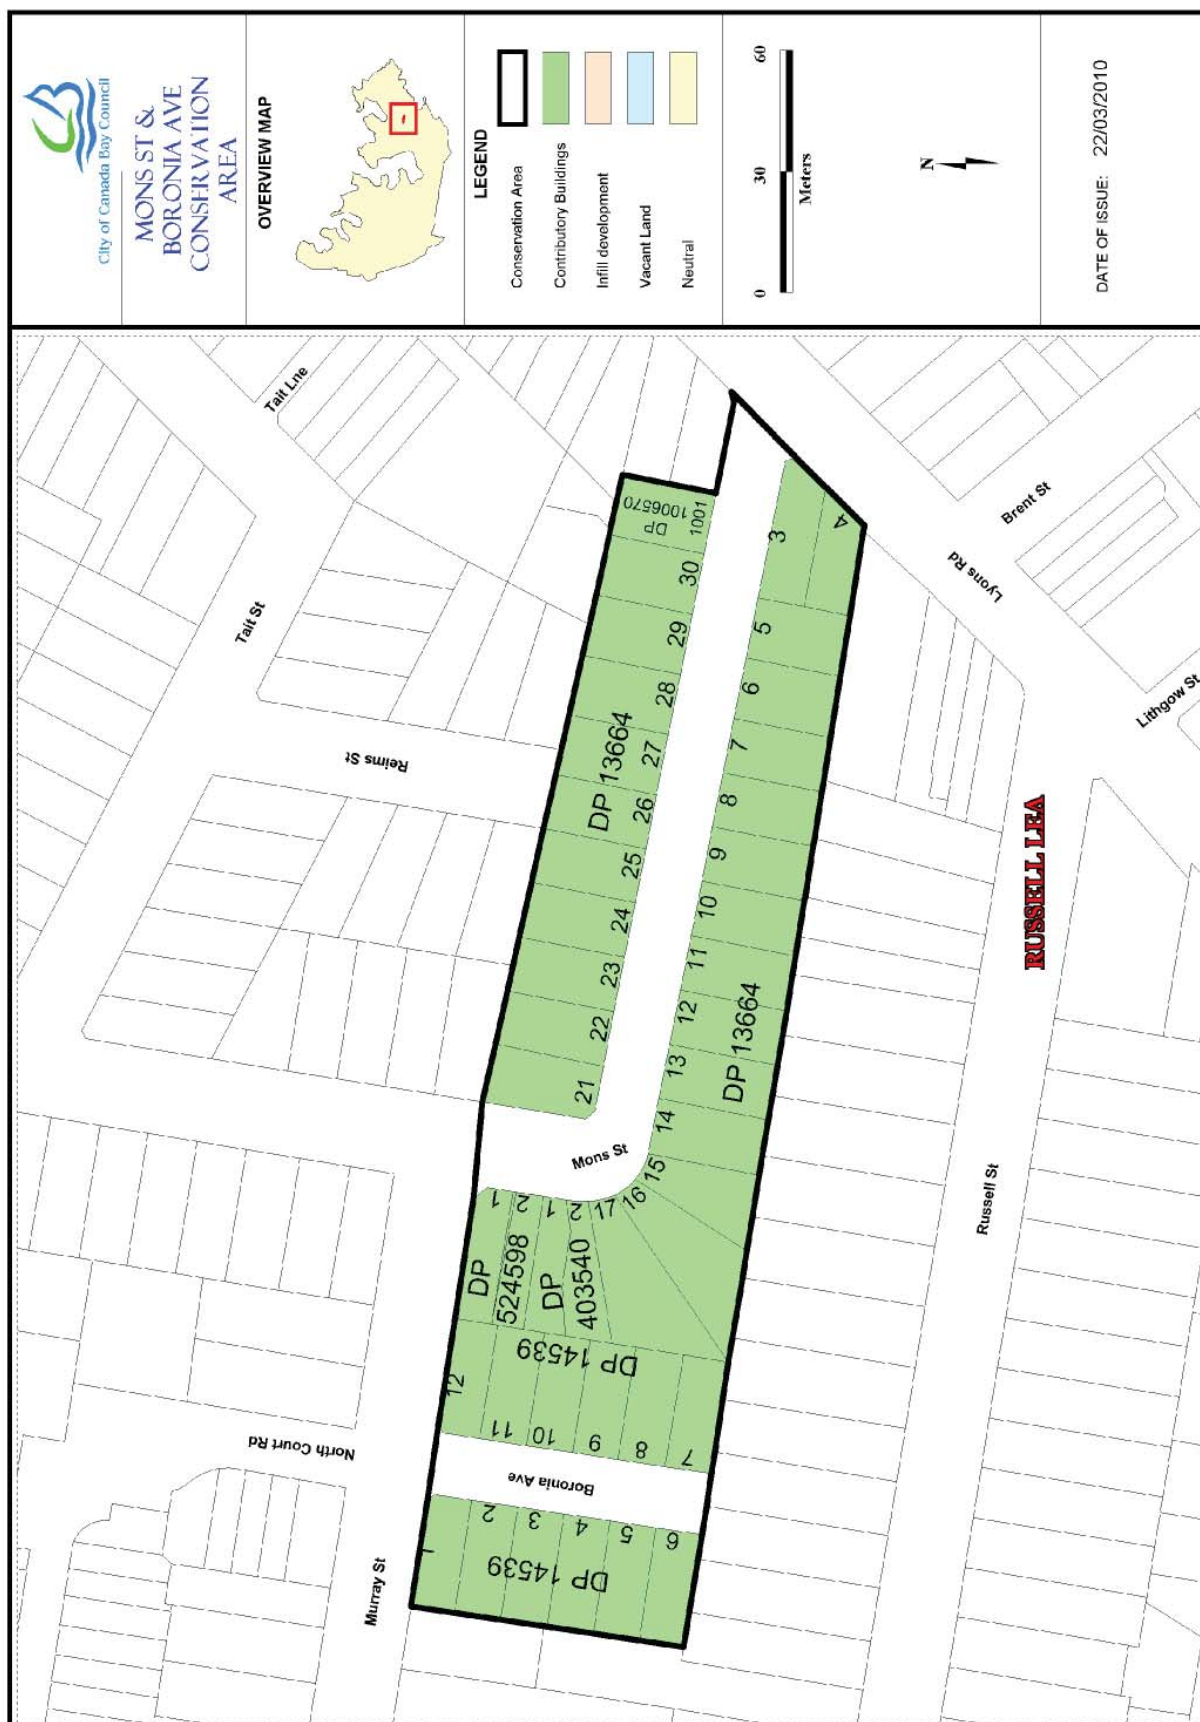 City of Canada Bay Council
MONS ST &
BORONIA AVE
CONSERVATION
AREA
OVERVIEW MAP
LEGEND
Conservation Area
Contributory Buildings
Infill development
Vacant Land
Neutral
0 30 60
Meters
N
DATE OF ISSUE: 22/03/2010
Tait Lne
Tait St
Reims St
North Court Rd
Murray St
Boronia Ave
Mons St
Lyons Rd
Brent St
Lithgow St
Russell St
RUSSELL LEA
DP 14539
1
2
3
4
5
6
DP 14539
12
11
10
9
8
7
DP
524598
1
2
DP
403540
1
2
17
16
15
14
13
12
11
10
9
8
7
6
5
3
4
DP 13664
21
22
23
24
25
26
27
28
29
30
DP 13664
DP
1006570
1001